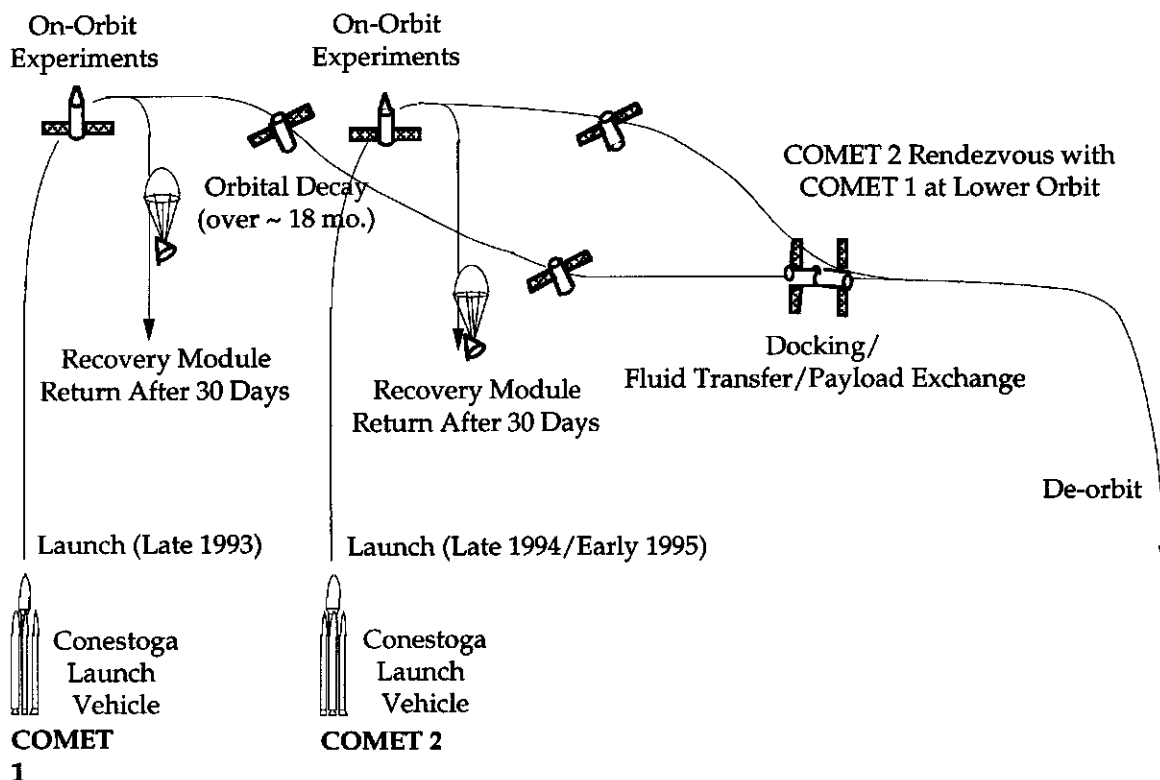 On-Orbit
Experiments
On-Orbit
Experiments
COMET 2 Rendezvous with
COMET 1 at Lower Orbit
Orbital Decay
(over ~ 18 mo.)
Recovery Module
Return After 30 Days
Recovery Module
Return After 30 Days
Docking/
Fluid Transfer/Payload Exchange
De-orbit
Launch (Late 1993)
Launch (Late 1994/Early 1995)
Conestoga
Launch
Vehicle
Conestoga
Launch
Vehicle
COMET
1
COMET 2